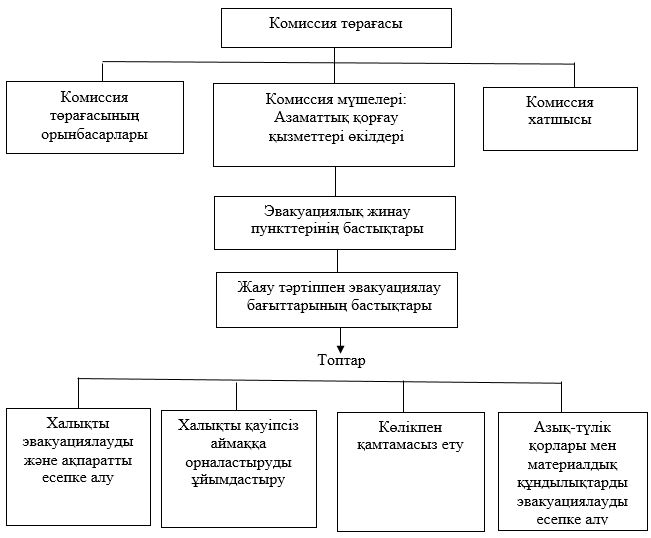 Комиссия төрағасы
Комиссия
төрағасының
орынбасарлары
Комиссия мүшелері:
Азаматтық қорғау
қызметтері өкілдері
Комиссия
хатшысы
Эвакуациялық жинау
пункттерінің бастықтары
Жаяу тәртіппен эвакуациялау
бағыттарының бастықтары
Топтар
Халықты
эвакуациялауды
және ақпаратты
есепке алу
Халықты қауіпсіз
аймаққа
орналастыруды
ұйымдастыру
Көлікпен
қамтамасыз ету
Азық-түлік
қорлары мен
материалдық
құндылықтарды
эвакуациялауды
есепке алу